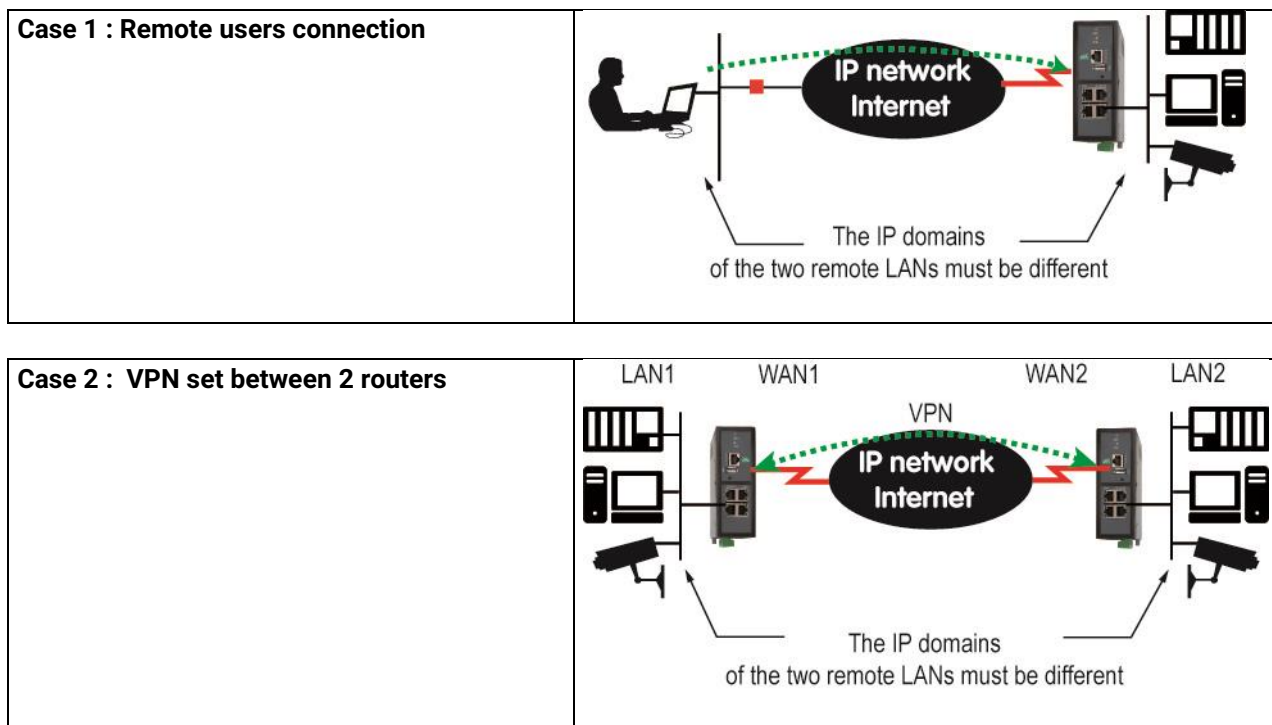 Case 1 : Remote users connection
IP network
Internet
The IP domains
of the two remote LANs must be different
Case 2 : VPN set between 2 routers
LAN1 WAN1 WAN2 LAN2
VPN
IP network
Internet
The IP domains
of the two remote LANs must be different